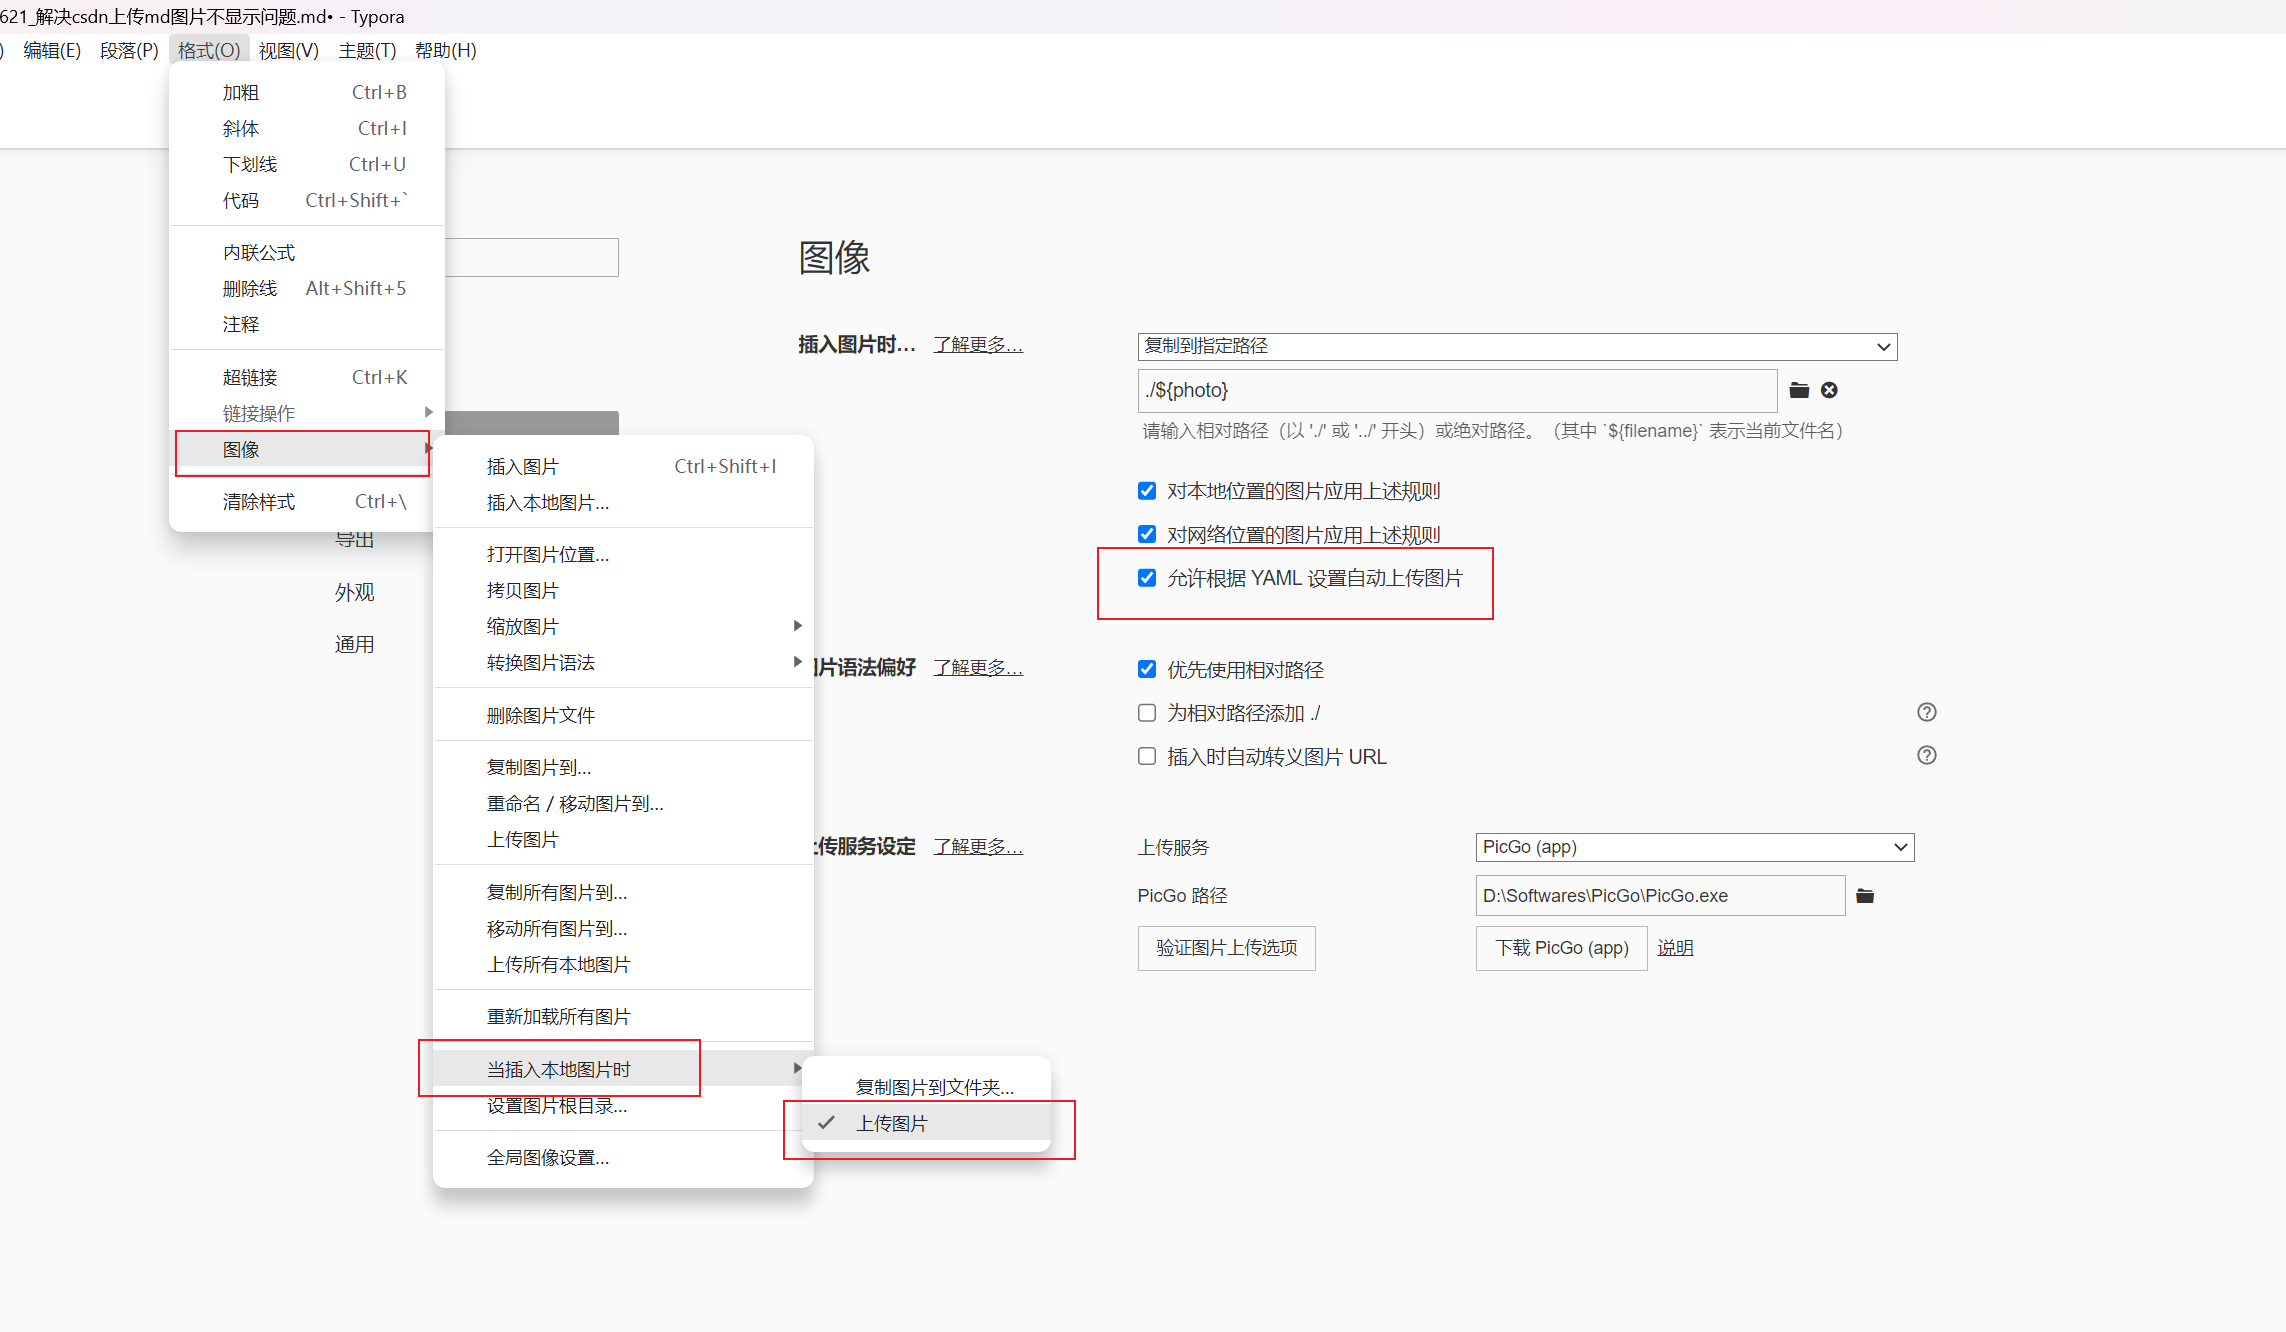 621_解决csdn上传md图片不显示问题.md• - Typora
) 编辑(E) 段落(P) 格式(O) 视图(V) 主题(T) 帮助(H)
加粗 Ctrl+B
斜体 Ctrl+I
下划线 Ctrl+U
代码 Ctrl+Shift+`
内联公式
删除线 Alt+Shift+5
注释
超链接 Ctrl+K
链接操作
图像
清除样式 Ctrl+\
导出
外观
通用
插入图片 Ctrl+Shift+I
插入本地图片...
打开图片位置...
拷贝图片
缩放图片
转换图片语法
删除图片文件
复制图片到...
重命名 / 移动图片到...
上传图片
复制所有图片到...
移动所有图片到...
上传所有本地图片
重新加载所有图片
当插入本地图片时
设置图片根目录...
全局图像设置...
复制图片到文件夹...
上传图片
图像
插入图片时... 了解更多...
复制到指定路径
./${photo}
请输入相对路径（以 './' 或 '../' 开头）或绝对路径。（其中 `${filename}` 表示当前文件名）
对本地位置的图片应用上述规则
对网络位置的图片应用上述规则
允许根据 YAML 设置自动上传图片
图片语法偏好 了解更多...
优先使用相对路径
为相对路径添加 ./
插入时自动转义图片 URL
上传服务设定 了解更多...
上传服务 PicGo (app)
PicGo 路径 D:\Softwares\PicGo\PicGo.exe
验证图片上传选项 下载 PicGo (app) 说明